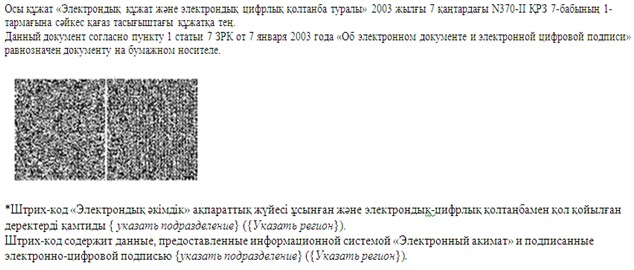 Осы құжат «Электрондық құжат және электрондық цифрлық қолтанба туралы» 2003 жылғы 7 қаңтардағы N370-II ҚРЗ 7-бабының 1-
тармағына сәйкес қағаз тасығыштағы құжатқа тең.
Данный документ согласно пункту 1 статьи 7 ЗРК от 7 января 2003 года «Об электронном документе и электронной цифровой подписи»
равнозначен документу на бумажном носителе.
*Штрих-код «Электрондық әкімдік» ақпараттық жүйесі ұсынған және электрондық-цифрлық қолтанбамен қол қойылған
деректерді қамтиды { указать подразделение} ({Указать регион}).
Штрих-код содержит данные, предоставленные информационной системой «Электронный акимат» и подписанные
электронно-цифровой подписью {указать подразделение} ({Указать регион}).